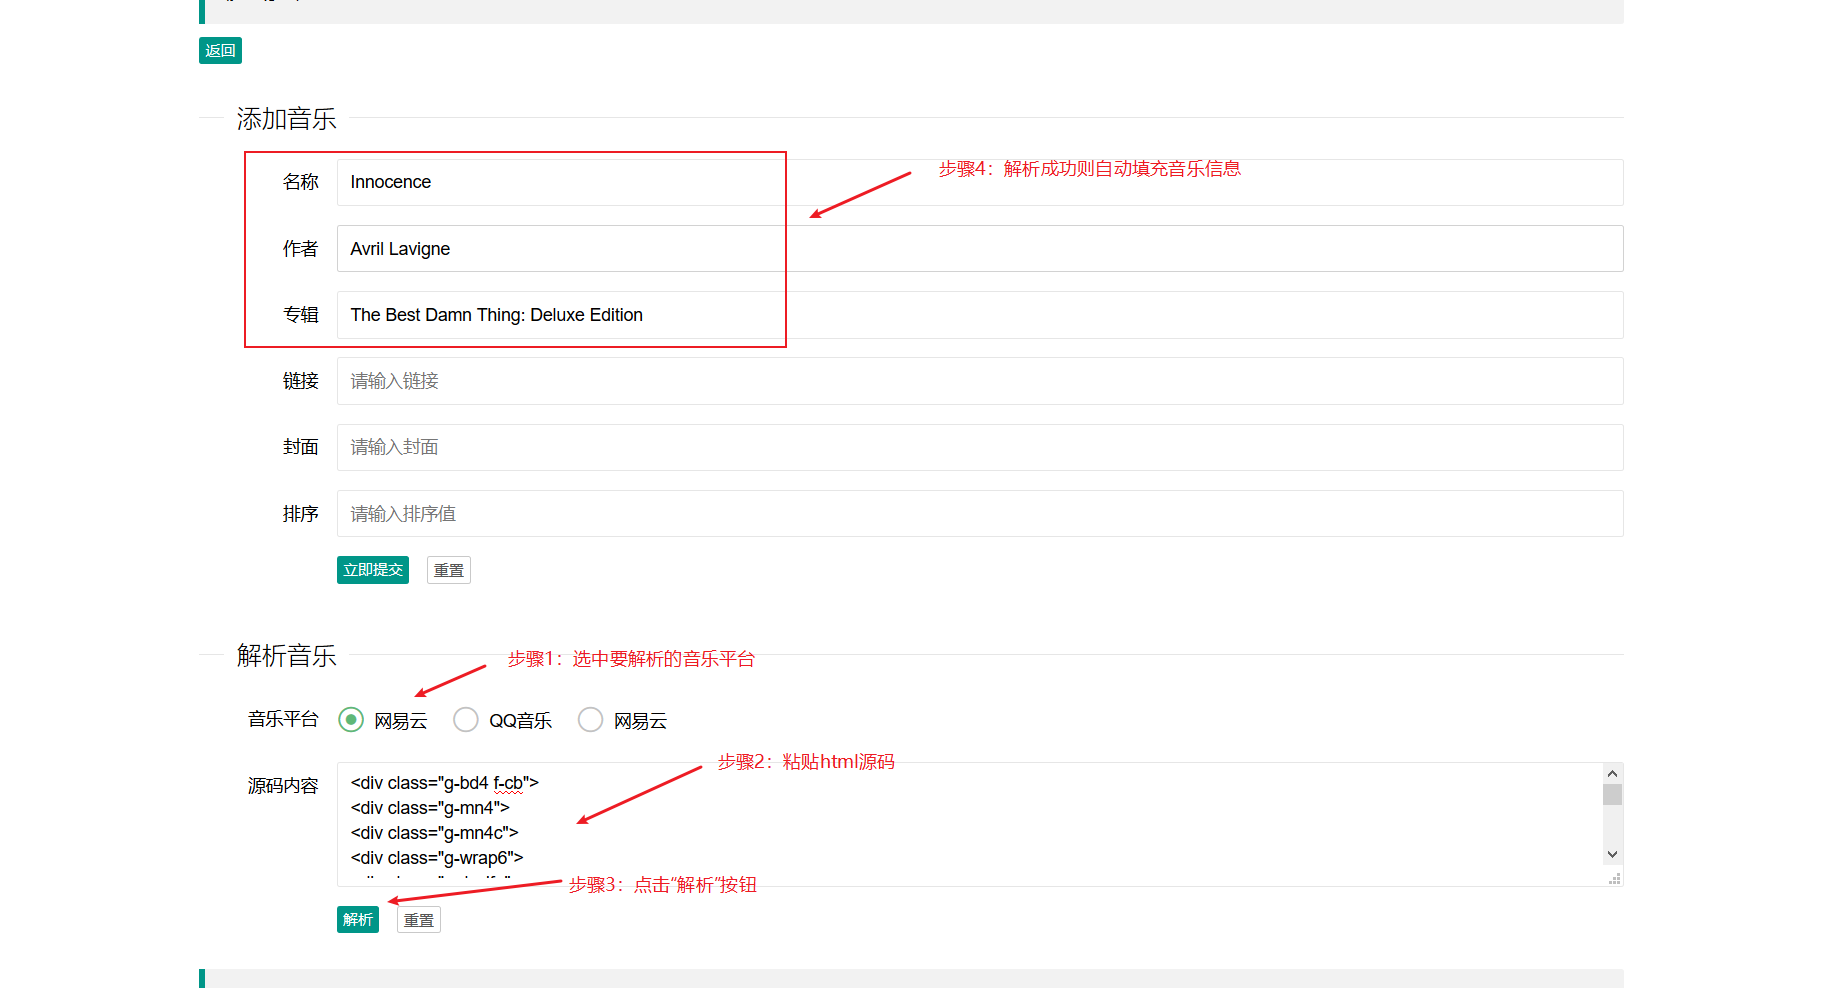 返回
添加音乐
名称 Innocence
步骤4：解析成功则自动填充音乐信息
作者 Avril Lavigne
专辑 The Best Damn Thing: Deluxe Edition
链接 请输入链接
封面 请输入封面
排序 请输入排序值
立即提交 重置
解析音乐
步骤1：选中要解析的音乐平台
音乐平台 网易云 QQ音乐 网易云
步骤2：粘贴html源码
源码内容 <div class="g-bd4 f-cb">
<div class="g-mn4">
<div class="g-mn4c">
<div class="g-wrap6">
步骤3：点击“解析”按钮
解析 重置